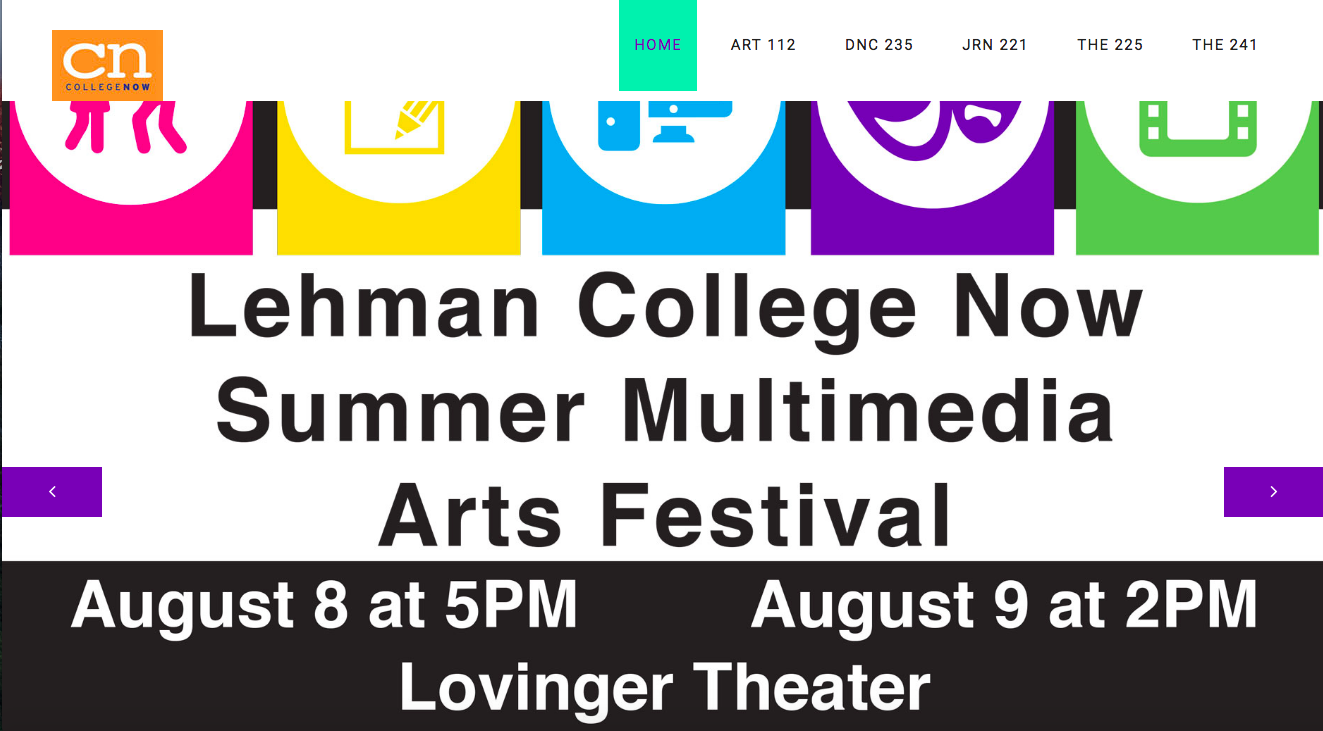 cn
COLLEGENOW
HOME ART 112 DNC 235 JRN 221 THE 225 THE 241
Lehman College Now
Summer Multimedia
Arts Festival
August 8 at 5PM August 9 at 2PM
Lovinger Theater